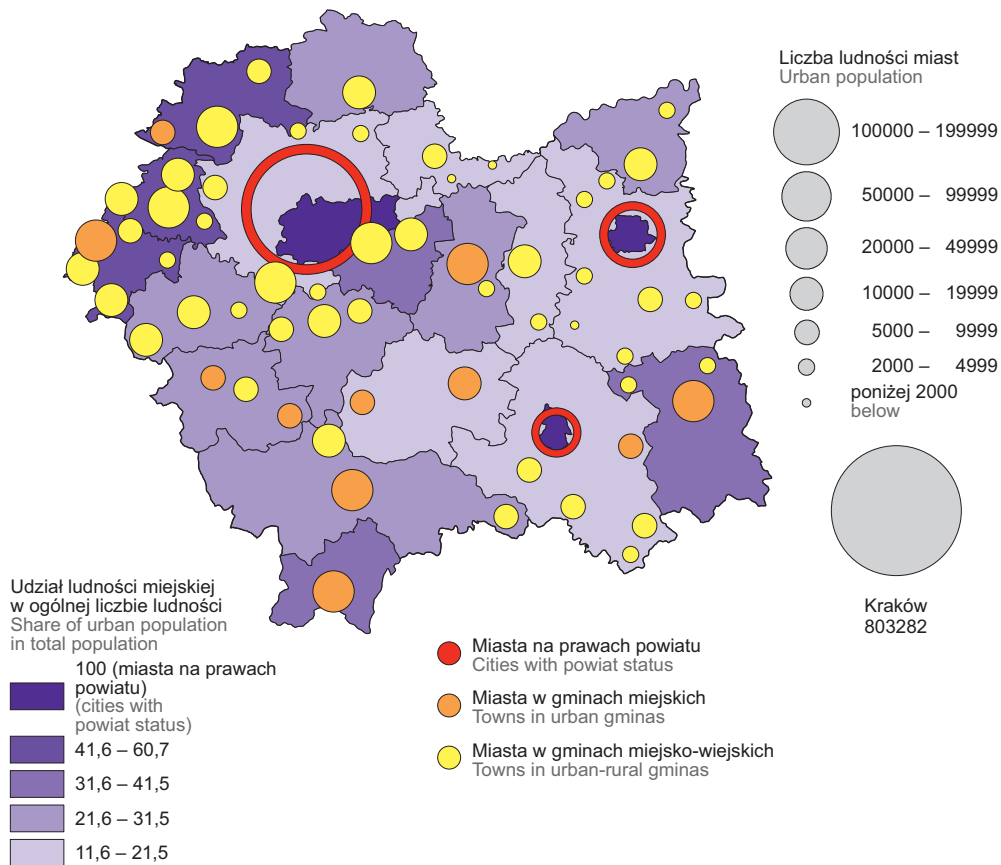 Liczba ludności miast
Urban population
100000 – 199999
50000 – 99999
20000 – 49999
10000 – 19999
5000 – 9999
2000 – 4999
poniżej 2000
below
Kraków
803282
Udział ludności miejskiej
w ogólnej liczbie ludności
Share of urban population
in total population
100 (miasta na prawach
powiatu)
(cities with
powiat status)
41,6 – 60,7
31,6 – 41,5
21,6 – 31,5
11,6 – 21,5
Miasta na prawach powiatu
Cities with powiat status
Miasta w gminach miejskich
Towns in urban gminas
Miasta w gminach miejsko-wiejskich
Towns in urban-rural gminas